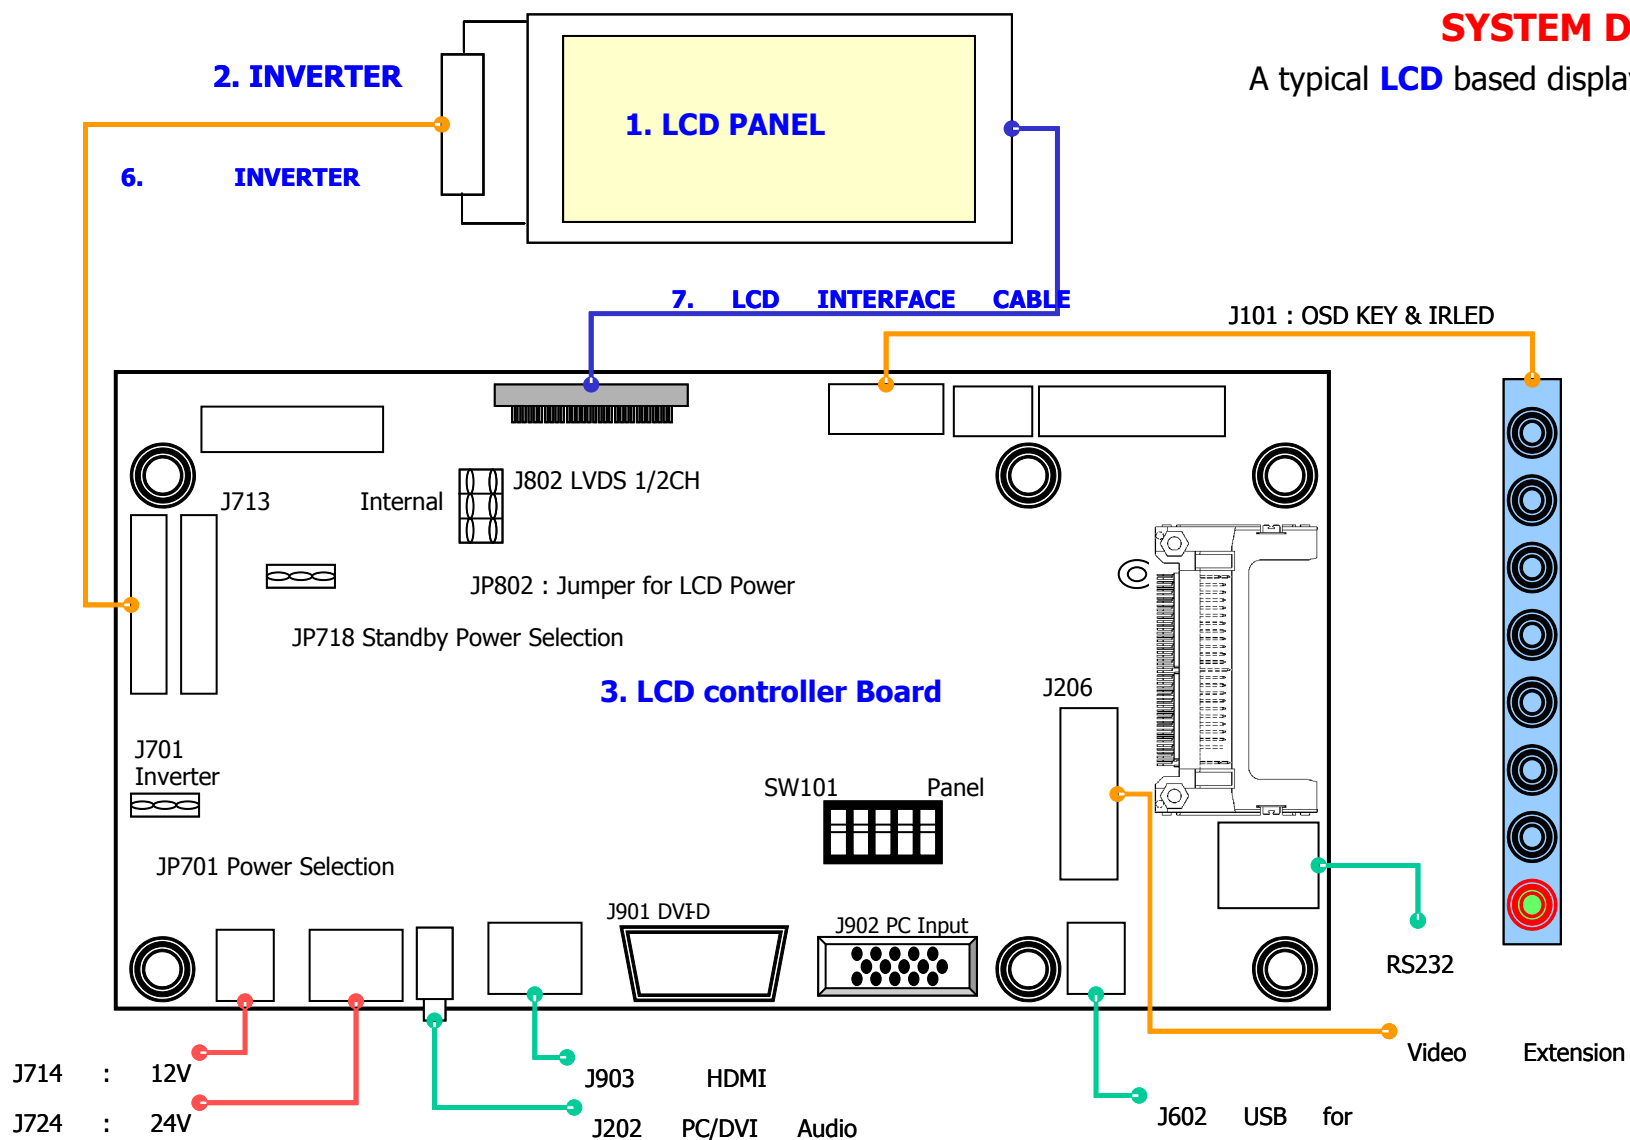 SYSTEM D
A typical LCD based display
2. INVERTER
1. LCD PANEL
6. INVERTER
7. LCD INTERFACE CABLE
J101 : OSD KEY & IRLED
J802 LVDS 1/2CH
J713
Internal
JP802 : Jumper for LCD Power
JP718 Standby Power Selection
3. LCD controller Board
J206
J701
Inverter
SW101 Panel
JP701 Power Selection
J901 DVI-D
J902 PC Input
RS232
Video Extension
J714 : 12V
J903 HDMI
J724 : 24V
J202 PC/DVI Audio
J602 USB for